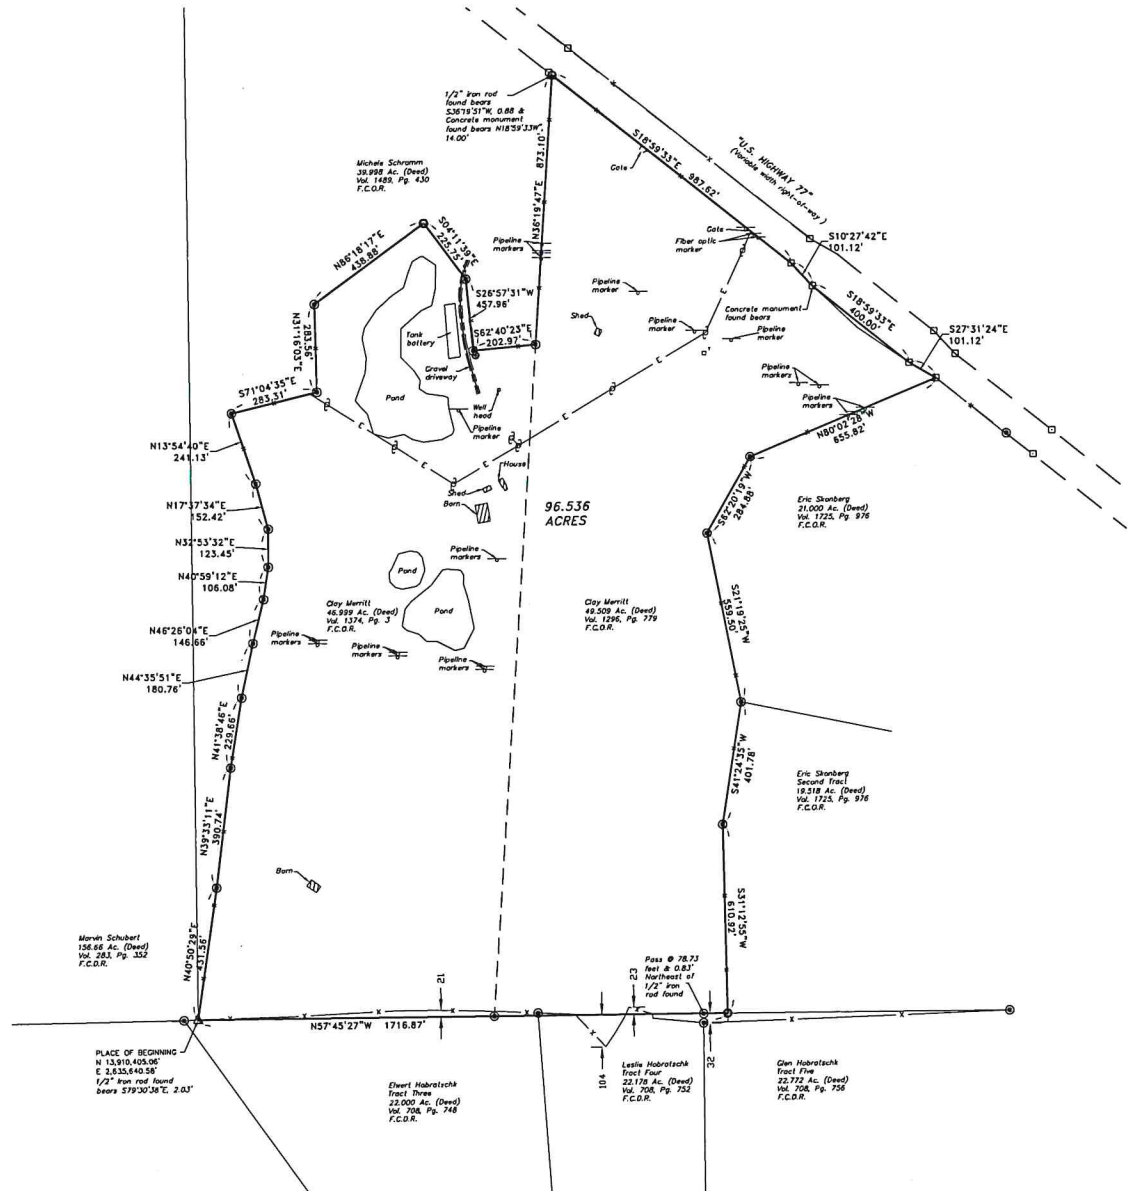 1/2" Iron rod
found bears
S36°19'51"W, 0.88 &
Concrete monument
found bears N18°59'33"W
14.00'
N36°19'47"E 873.10'
S18°59'33"E 987.62'
Gate
"U.S. HIGHWAY 77"
(Variable width right-of-way)
Michele Schramm
39.998 Ac. (Deed)
Vol. 1489, Pg. 430
F.C.O.R.
N86°18'17"E
438.88'
S04°11'39"E
225.75'
Pipeline
markers
Gate
Fiber optic
marker
S10°27'42"E
101.12'
S26°57'31"W
457.96'
Pipeline
marker
S18°59'33"E
400.00'
Concrete monument
found bears
N31°16'03"E
283.56'
Tank
battery
S62°40'23"E
202.97'
Shed
Pipeline
marker
Pipeline
marker
S27°31'24"E
101.12'
Gravel
driveway
Pipeline
markers
S71°04'35"E
283.31'
Pond
Well
head
Pipeline
marker
Pipeline
markers
N80°02'28"W
655.82'
N13°54'40"E
241.13'
House
Shed
Barn
S62°20'19"W
284.88'
N17°37'34"E
152.42'
96.536
ACRES
Eric Skanberg
21.000 Ac. (Deed)
Vol. 1725, Pg. 976
F.C.O.R.
N32°53'32"E
123.45'
Pipeline
markers
N40°59'12"E
106.08'
Pond
Pond
S21°19'25"W
559.50'
Clay Merritt
46.999 Ac. (Deed)
Vol. 1374, Pg. 3
F.C.O.R.
Clay Merritt
49.509 Ac. (Deed)
Vol. 1296, Pg. 779
F.C.O.R.
N46°26'04"E
146.66'
Pipeline
markers
Pipeline
markers
Pipeline
markers
N44°35'51"E
180.76'
N41°38'46"E
229.66'
S41°24'35"W
401.78'
Eric Skanberg
Second Tract
19.518 Ac. (Deed)
Vol. 1725, Pg. 976
F.C.O.R.
N39°33'11"E
390.74'
Barn
S31°12'55"W
610.92'
Marvin Schubert
156.66 Ac. (Deed)
Vol. 283, Pg. 352
F.C.D.R.
N40°50'29"E
431.56'
Pass @ 78.73
feet & 0.83'
Northeast of
1/2" iron
rod found
21
23
N57°45'27"W 1716.87'
PLACE OF BEGINNING
N 13,910,405.06'
E 2,635,640.58'
1/2" Iron rod found
bears S79°30'38"E, 2.03'
104
32
Elwert Habratschk
Tract Three
22.000 Ac. (Deed)
Vol. 708, Pg. 748
F.C.D.R.
Leslie Habratschk
Tract Four
22.178 Ac. (Deed)
Vol. 708, Pg. 752
F.C.D.R.
Glen Habratschk
Tract Five
22.772 Ac. (Deed)
Vol. 708, Pg. 756
F.C.D.R.